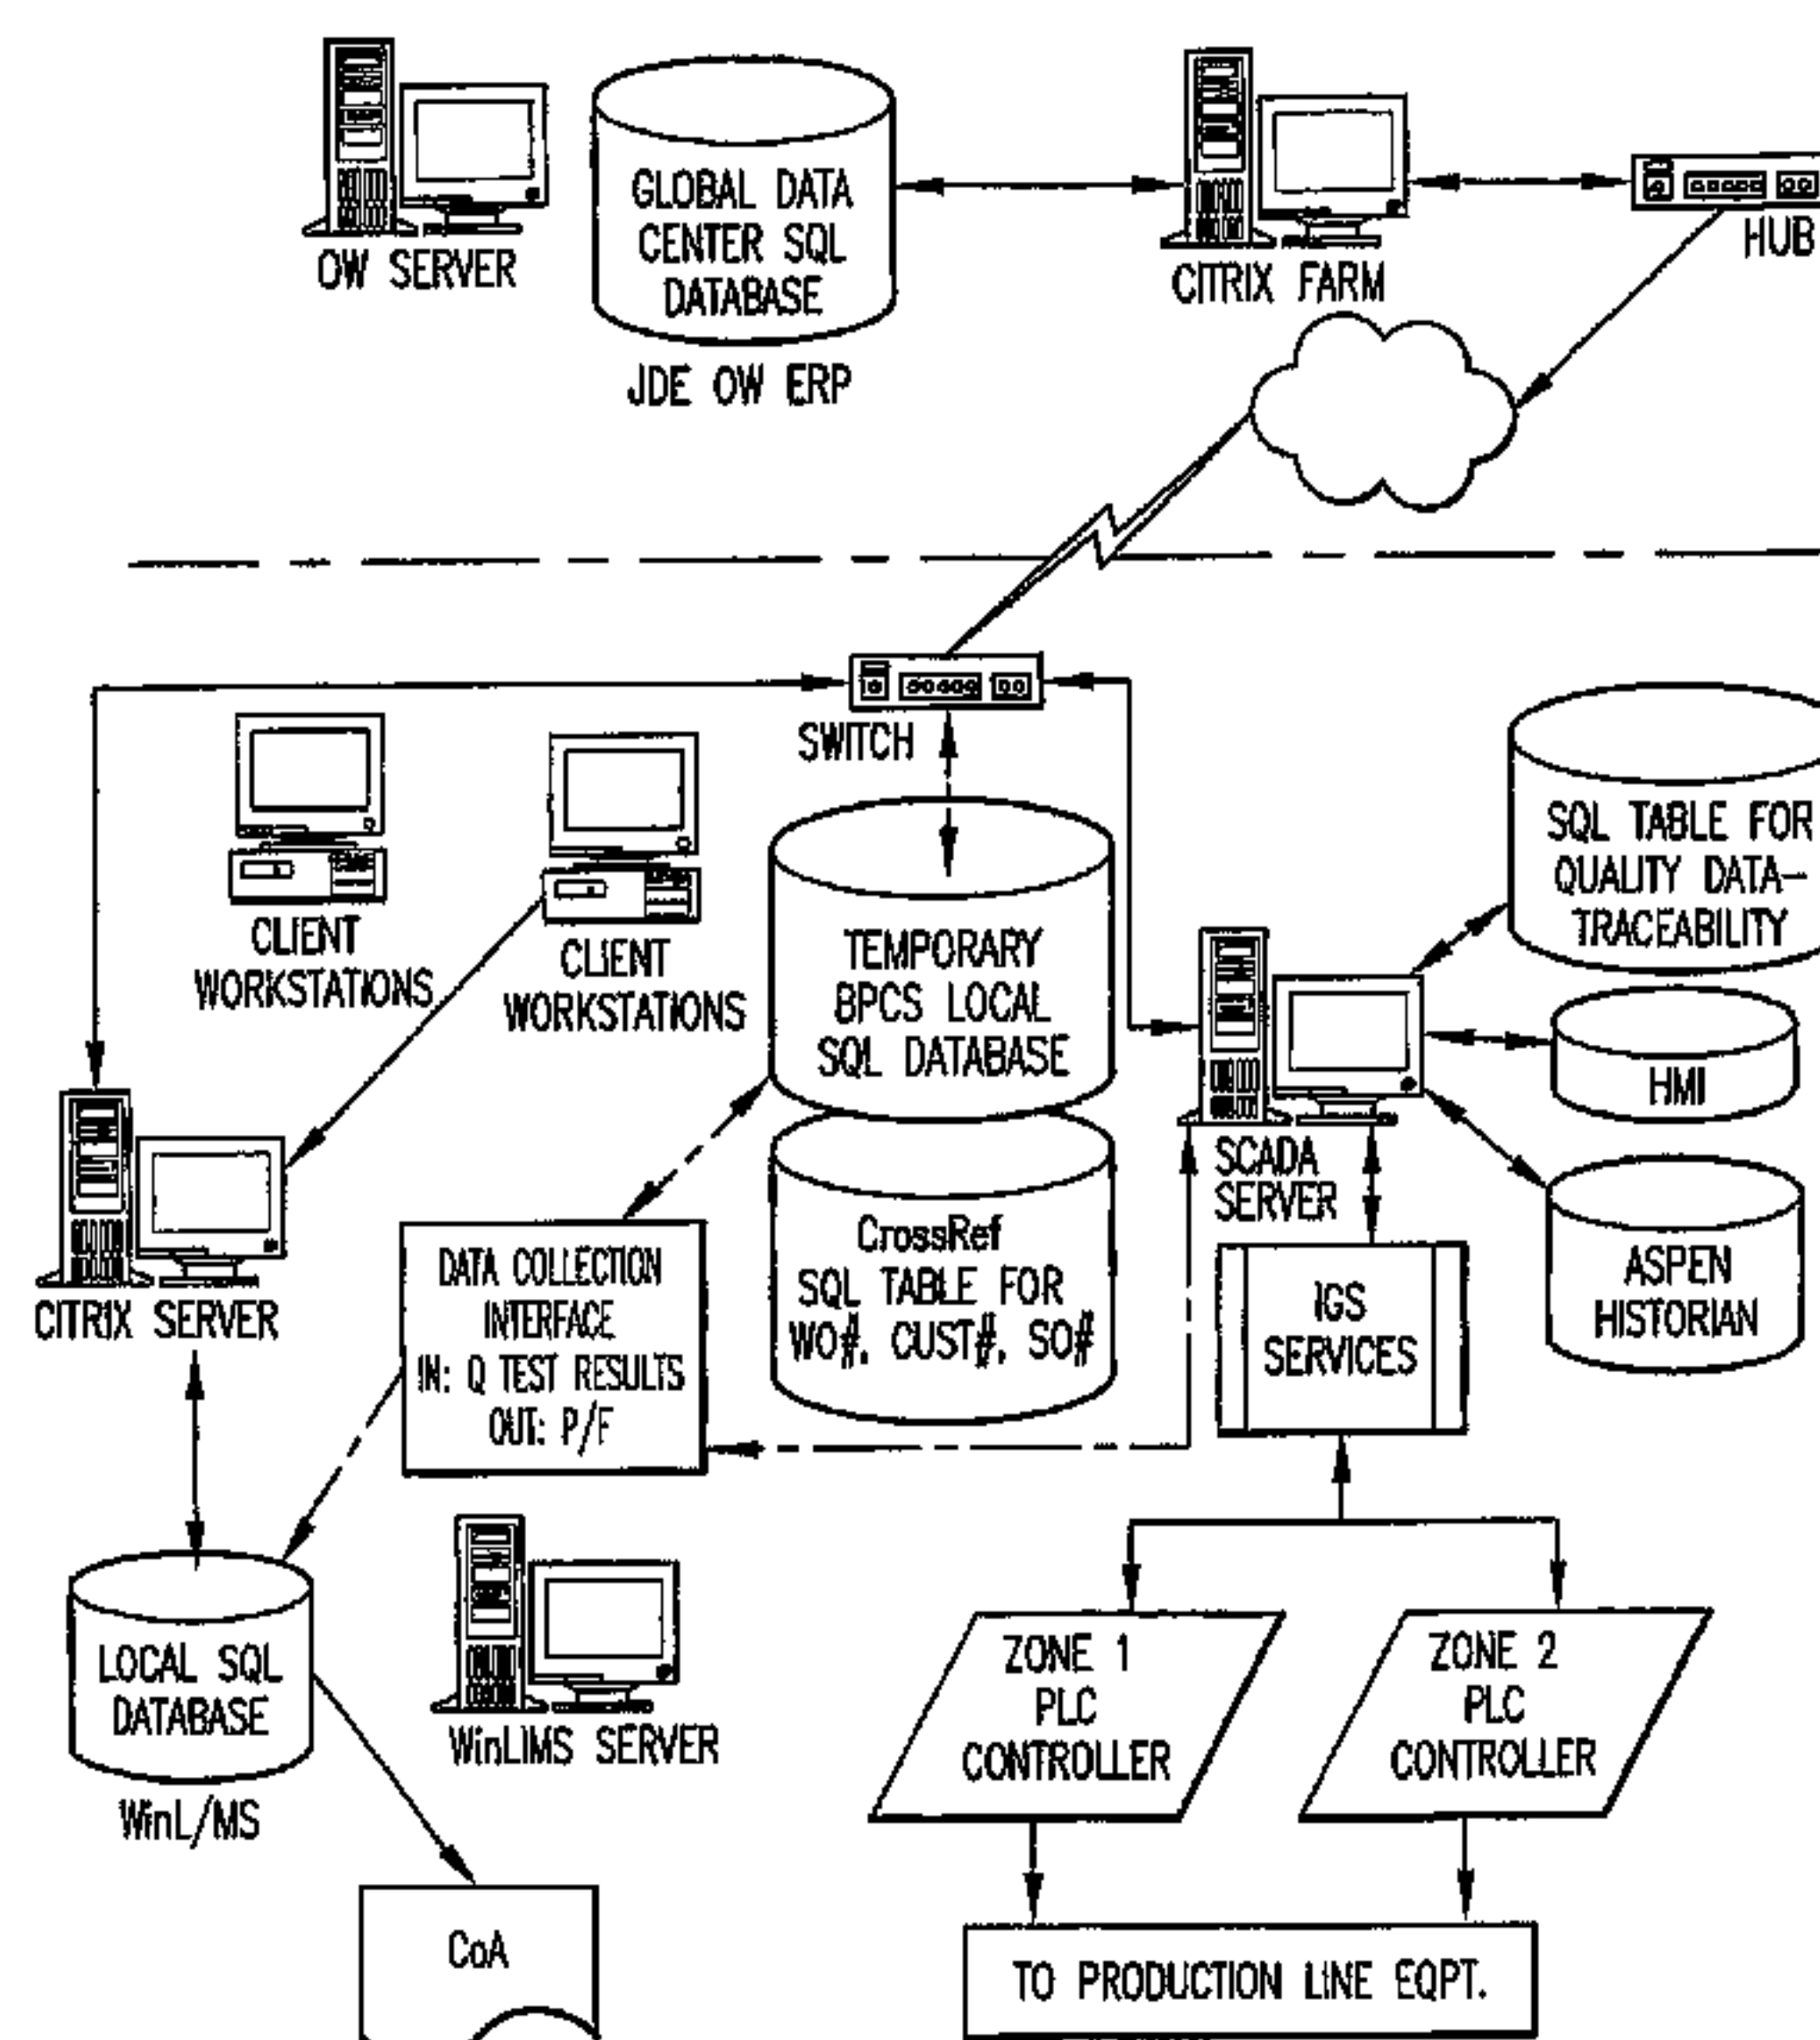 OW SERVER
GLOBAL DATA
CENTER SQL
DATABASE
JDE OW ERP
CITRIX FARM
HUB
SWITCH
CLIENT
WORKSTATIONS
CLIENT
WORKSTATIONS
TEMPORARY
BPCS LOCAL
SQL DATABASE
SQL TABLE FOR
QUALITY DATA-
TRACEABILITY
HMI
SCADA
SERVER
ASPEN
HISTORIAN
CITRIX SERVER
DATA COLLECTION
INTERFACE
IN: Q TEST RESULTS
OUT: P/F
CrossRef
SQL TABLE FOR
WO#, CUST#, SO#
IGS
SERVICES
LOCAL SQL
DATABASE
WinL/MS
WinLIMS SERVER
ZONE 1
PLC
CONTROLLER
ZONE 2
PLC
CONTROLLER
CoA
TO PRODUCTION LINE EQPT.